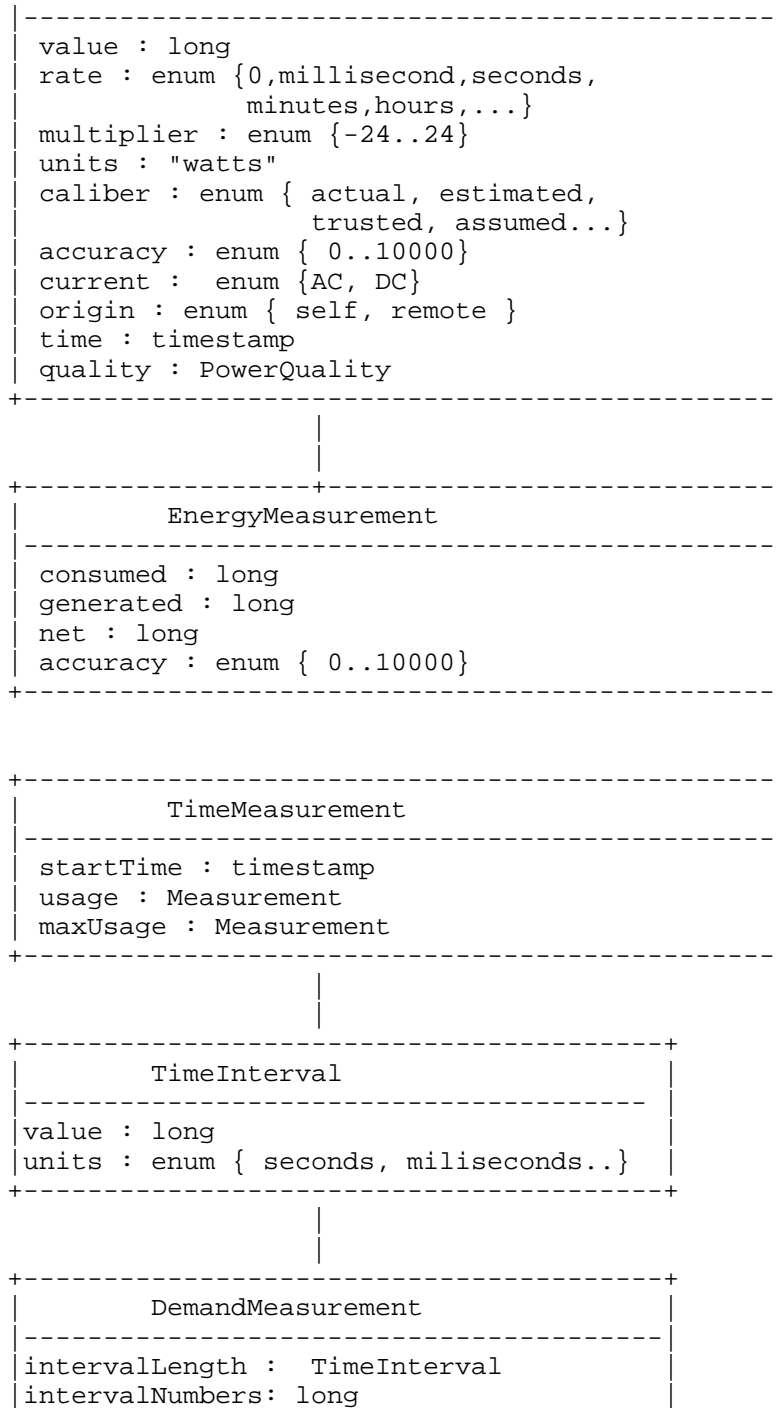 |-----------------------------------------------
| value : long
| rate : enum {0,millisecond,seconds,
|              minutes,hours,...}
| multiplier : enum {-24..24}
| units : "watts"
| caliber : enum { actual, estimated,
|                  trusted, assumed...}
| accuracy : enum { 0..10000}
| current :  enum {AC, DC}
| origin : enum { self, remote }
| time : timestamp
| quality : PowerQuality
+-----------------------------------------------
                   |
                   |
+------------------+----------------------------
|         EnergyMeasurement
|-----------------------------------------------
| consumed : long
| generated : long
| net : long
| accuracy : enum { 0..10000}
+-----------------------------------------------
+-----------------------------------------------
|         TimeMeasurement
|-----------------------------------------------
| startTime : timestamp
| usage : Measurement
| maxUsage : Measurement
+-----------------------------------------------
                   |
                   |
+----------------------------------------+
|        TimeInterval                    |
|--------------------------------------- |
|value : long                            |
|units : enum { seconds, miliseconds..}  |
+----------------------------------------+
                   |
                   |
+----------------------------------------+
|        DemandMeasurement               |
|----------------------------------------|
|intervalLength :  TimeInterval          |
|intervalNumbers: long                   |